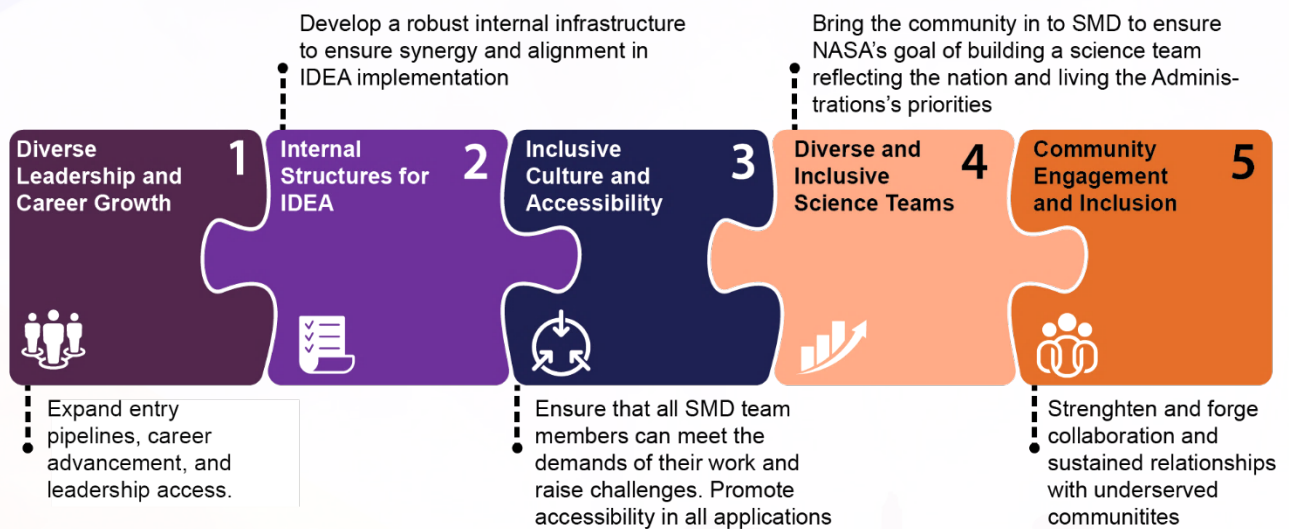 Develop a robust internal infrastructure
to ensure synergy and alignment in
IDEA implementation
Bring the community in to SMD to ensure
NASA's goal of building a science team
reflecting the nation and living the Adminis-
trations's priorities
Diverse
Leadership and
Career Growth
1
Internal
Structures for
IDEA
2
Inclusive
Culture and
Accessibility
3
Diverse and
Inclusive
Science Teams
4
Community
Engagement
and Inclusion
5
Expand entry
pipelines, career
advancement, and
leadership access.
Ensure that all SMD team
members can meet the
demands of their work and
raise challenges. Promote
accessibility in all applications
Strenghten and forge
collaboration and
sustained relationships
with underserved
communitites